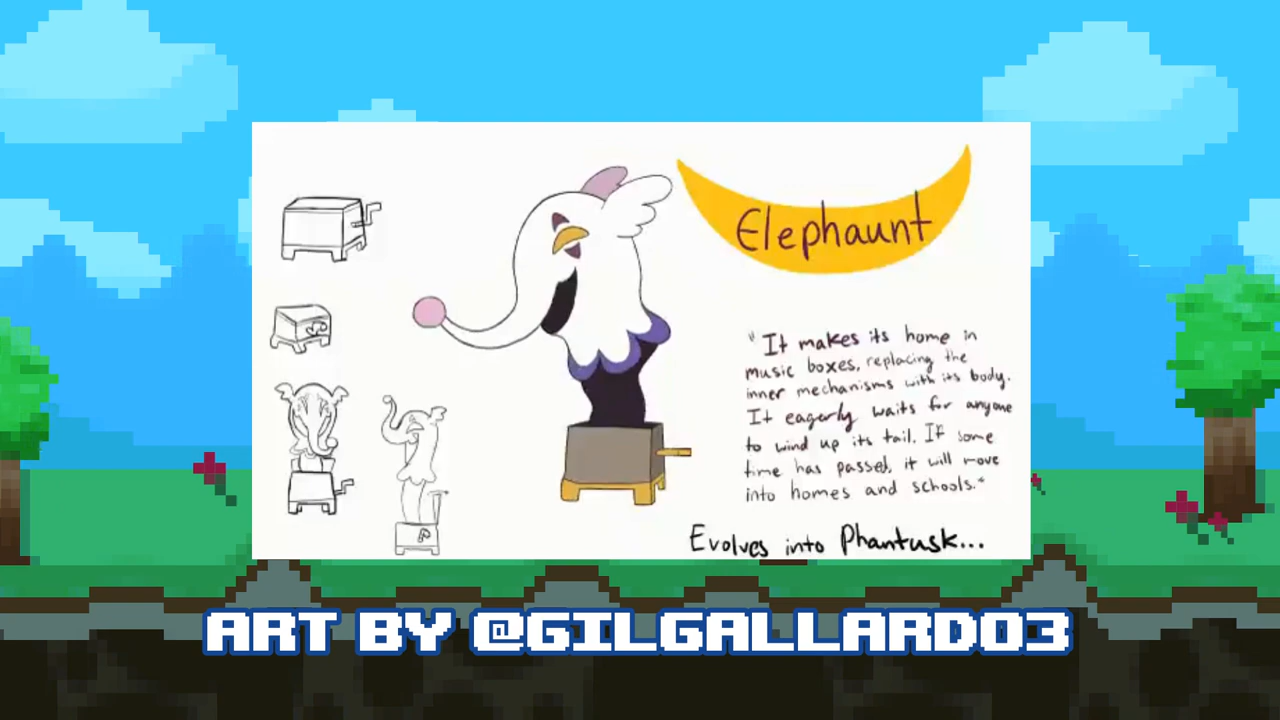 Elephaunt
"It makes its home in
music boxes, replacing the
inner mechanisms with its body.
It eagerly waits for anyone
to wind up its tail. If some
time has passed, it will move
into homes and schools."
Evolves into Phantusk...
ART BY @GILGALLARDO3